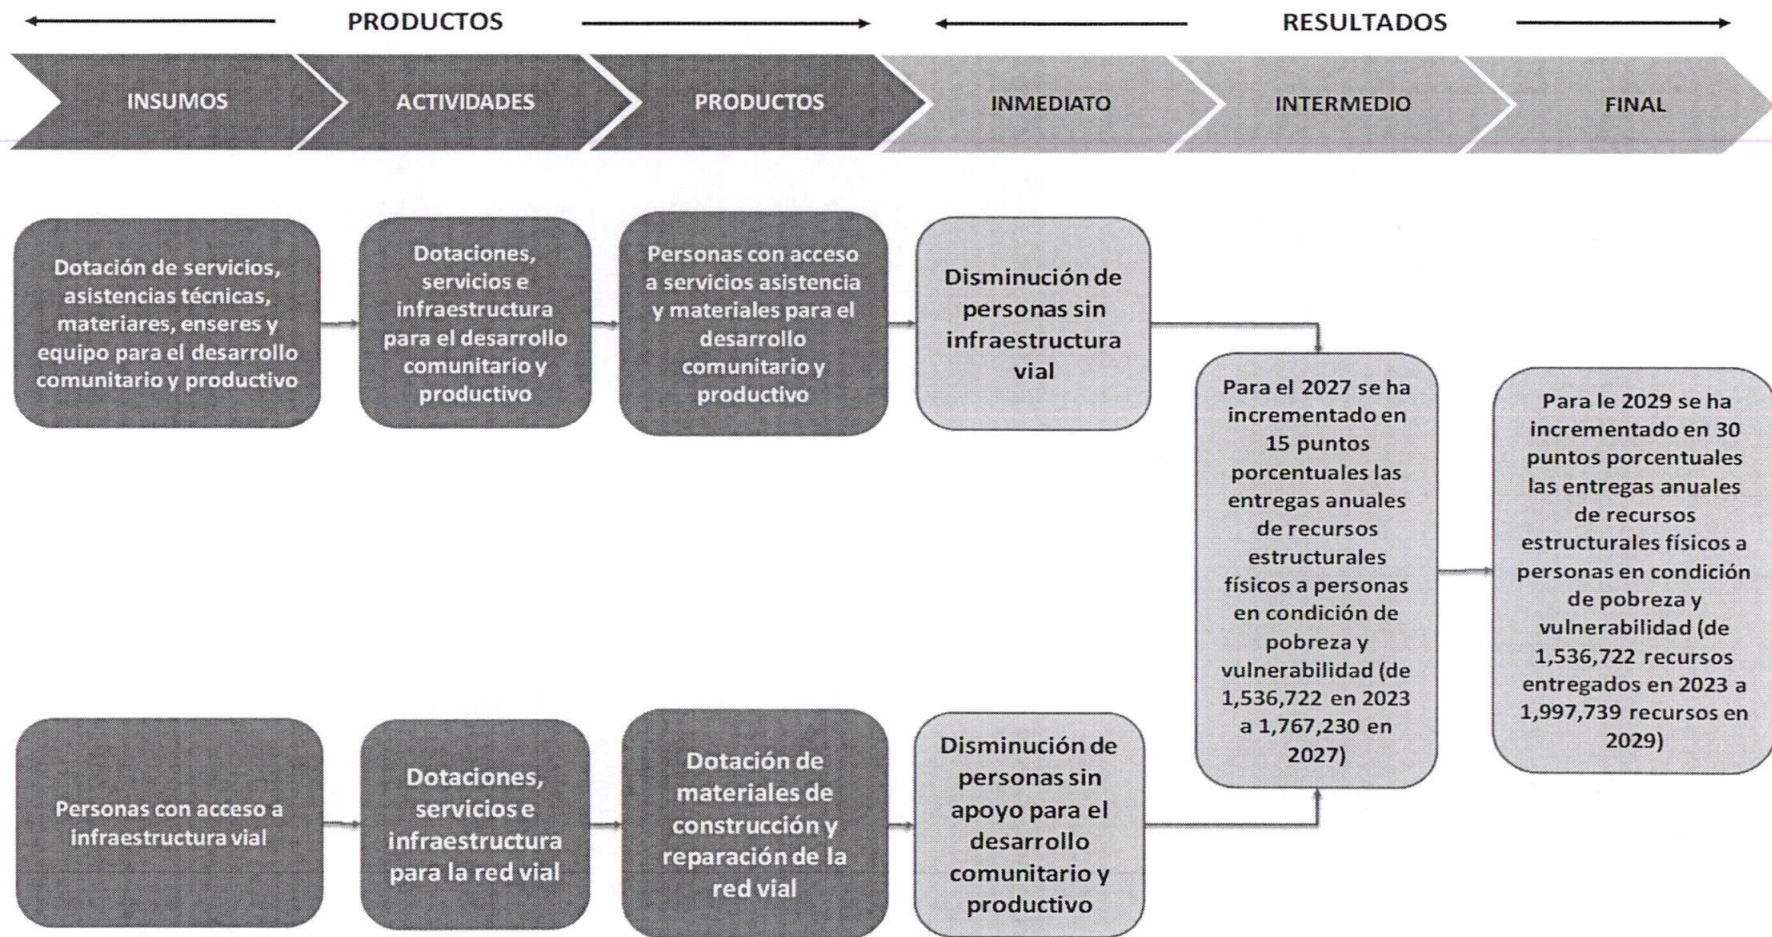 PRODUCTOS
RESULTADOS
INSUMOS
ACTIVIDADES
PRODUCTOS
INMEDIATO
INTERMEDIO
FINAL
Dotación de servicios,
asistencias técnicas,
materiares, enseres y
equipo para el desarrollo
comunitario y productivo
Dotaciones,
servicios e
infraestructura
para el desarrollo
comunitario y
productivo
Personas con acceso
a servicios asistencia
y materiales para el
desarrollo
comunitario y
productivo
Disminución de
personas sin
infraestructura
vial
Para el 2027 se ha
incrementado en
15 puntos
porcentuales las
entregas anuales
de recursos
estructurales
físicos a personas
en condición de
pobreza y
vulnerabilidad (de
1,536,722 en 2023
a 1,767,230 en
2027)
Para le 2029 se ha
incrementado en 30
puntos porcentuales
las entregas anuales
de recursos
estructurales físicos a
personas en condición
de pobreza y
vulnerabilidad (de
1,536,722 recursos
entregados en 2023 a
1,997,739 recursos en
2029)
Personas con acceso a
infraestructura vial
Dotaciones,
servicios e
infraestructura
para la red vial
Dotación de
materiales de
construcción y
reparación de la
red vial
Disminución de
personas sin
apoyo para el
desarrollo
comunitario y
productivo